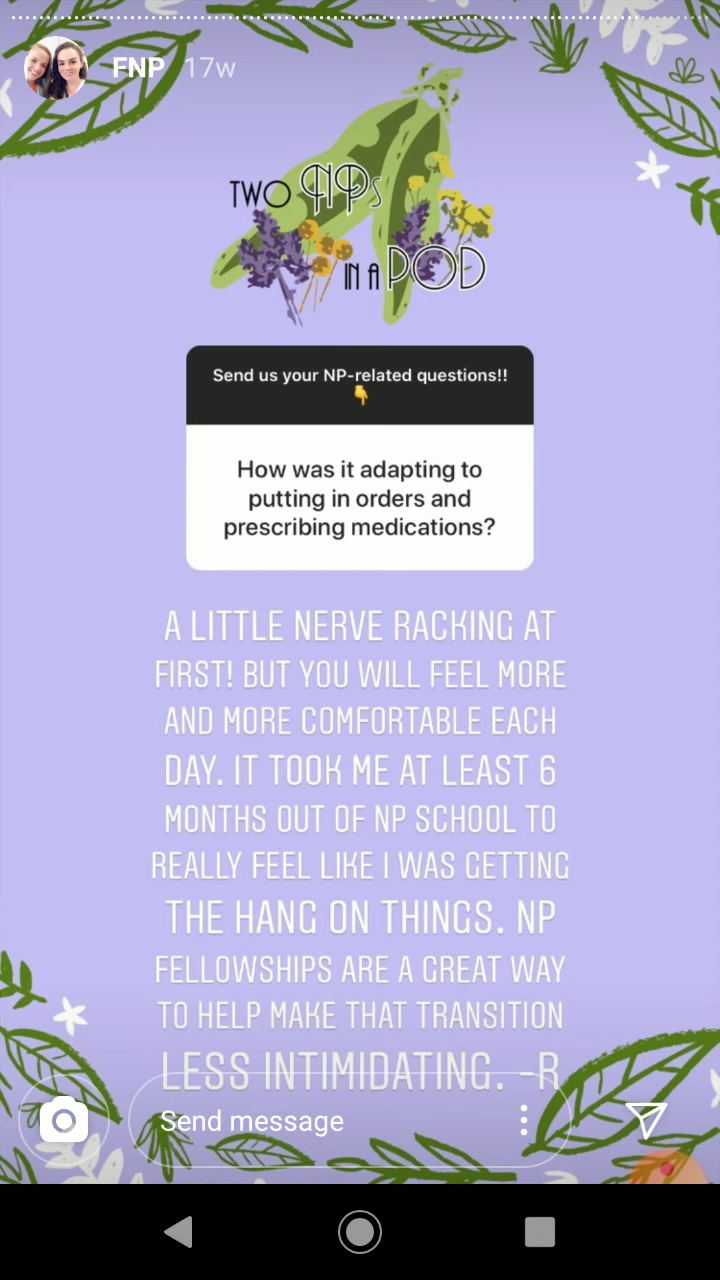 FNP 17w
TWO NPs
IN A POD
Send us your NP-related questions!!
👇
How was it adapting to
putting in orders and
prescribing medications?
A LITTLE NERVE RACKING AT
FIRST! BUT YOU WILL FEEL MORE
AND MORE COMFORTABLE EACH
DAY. IT TOOK ME AT LEAST 6
MONTHS OUT OF NP SCHOOL TO
REALLY FEEL LIKE I WAS GETTING
THE HANG ON THINGS. NP
FELLOWSHIPS ARE A GREAT WAY
TO HELP MAKE THAT TRANSITION
LESS INTIMIDATING. -R
Send message